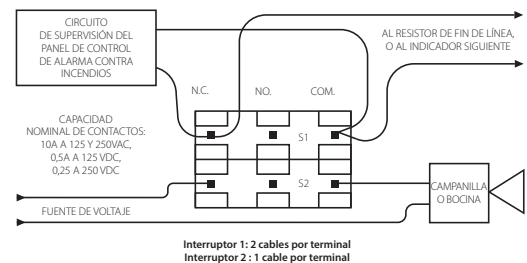 CIRCUITO
DE SUPERVISIÓN DEL
PANEL DE CONTROL
DE ALARMA CONTRA
INCENDIOS
AL RESISTOR DE FIN DE LÍNEA,
O AL INDICADOR SIGUIENTE
N.C.
NO.
COM.
CAPACIDAD
NOMINAL DE CONTACTOS:
10A A 125 Y 250VAC,
0,5A A 125 VDC,
0,25 A 250 VDC
S1
S2
FUENTE DE VOLTAJE
CAMPANILLA
O BOCINA
Interruptor 1: 2 cables por terminal
Interruptor 2 : 1 cable por terminal